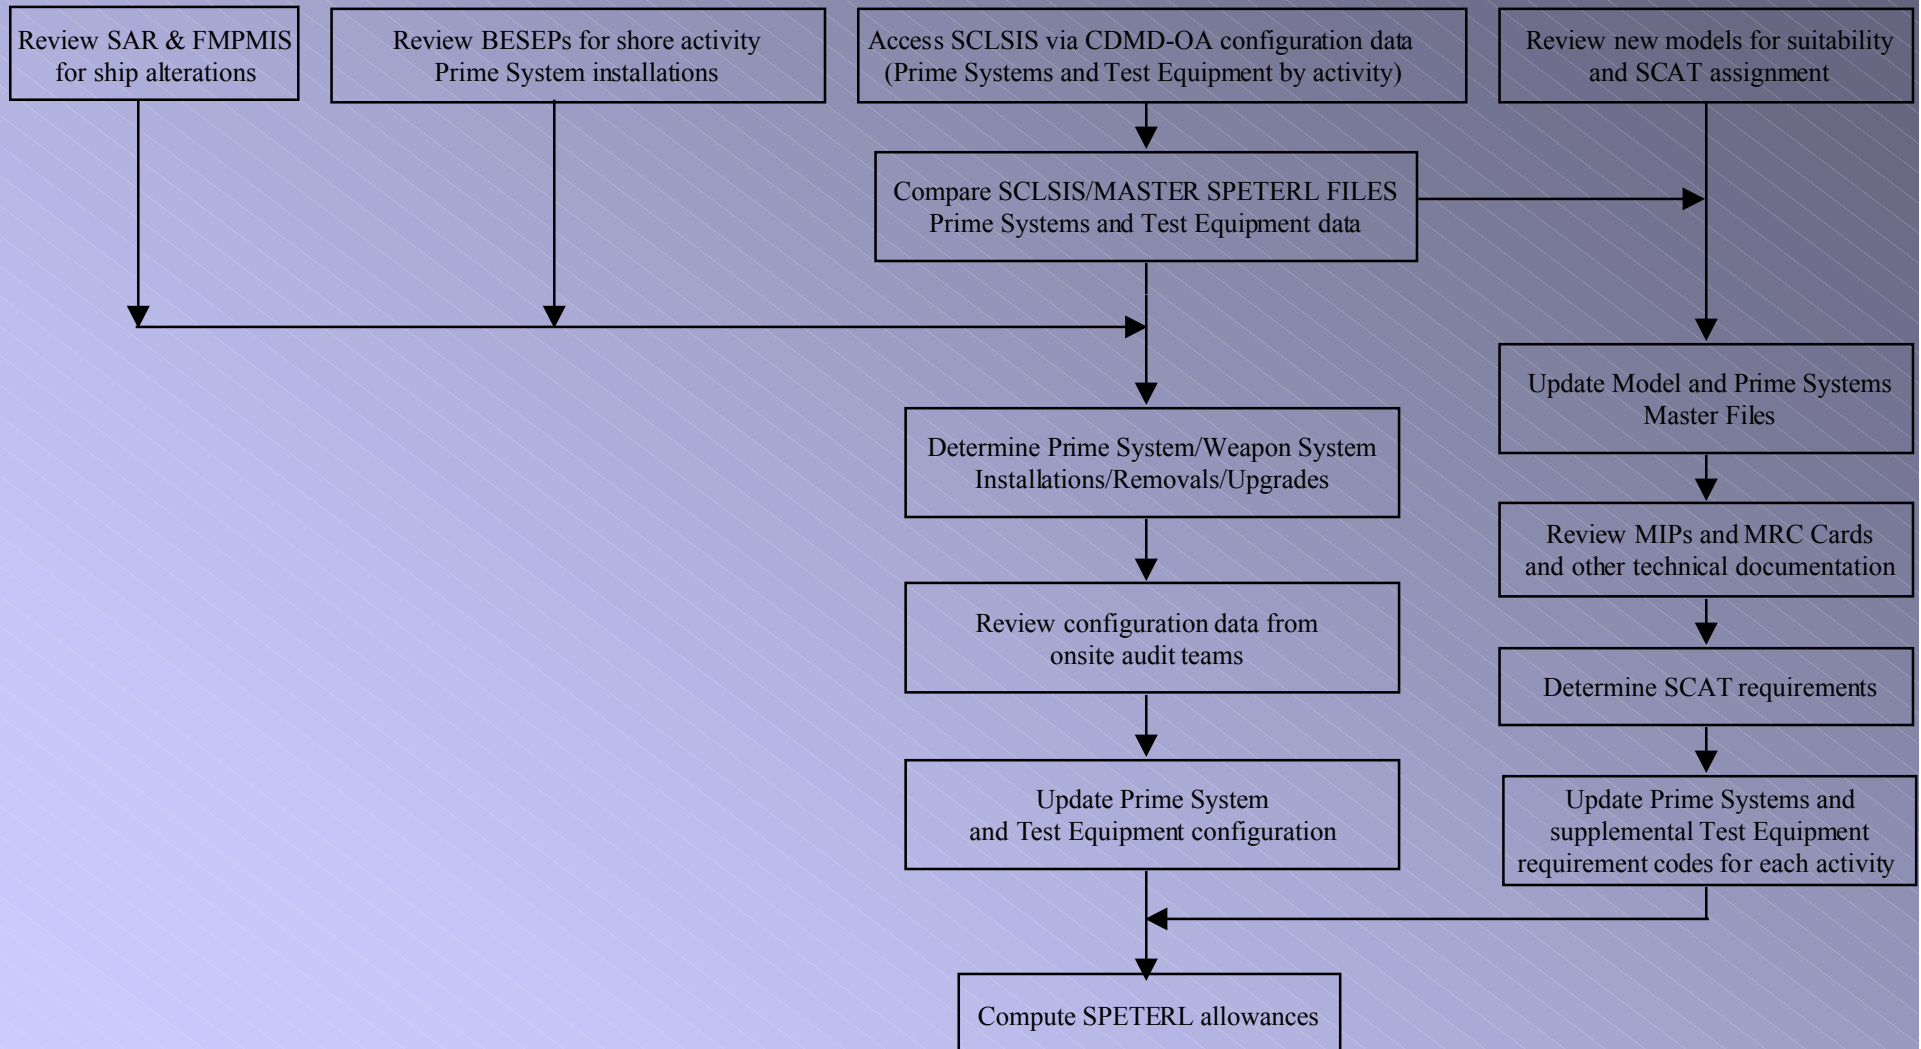 Review SAR & FMPMIS
for ship alterations
Review BESEPs for shore activity
Prime System installations
Access SCLSIS via CDMD-OA configuration data
(Prime Systems and Test Equipment by activity)
Review new models for suitability
and SCAT assignment
Compare SCLSIS/MASTER SPETERL FILES
Prime Systems and Test Equipment data
Update Model and Prime Systems
Master Files
Determine Prime System/Weapon System
Installations/Removals/Upgrades
Review MIPs and MRC Cards
and other technical documentation
Review configuration data from
onsite audit teams
Determine SCAT requirements
Update Prime System
and Test Equipment configuration
Update Prime Systems and
supplemental Test Equipment
requirement codes for each activity
Compute SPETERL allowances